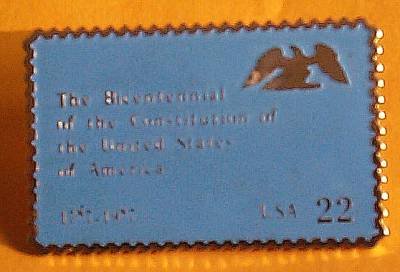 The Bicentennial
of the Constitution of
the United States
of America
1787-1987
USA 22